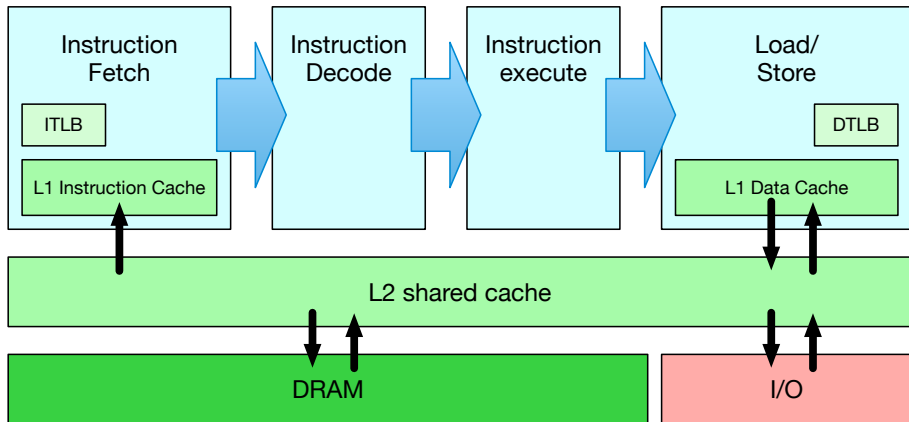 Instruction
Fetch
Instruction
Decode
Instruction
execute
Load/
Store
ITLB
DTLB
L1 Instruction Cache
L1 Data Cache
L2 shared cache
DRAM
I/O